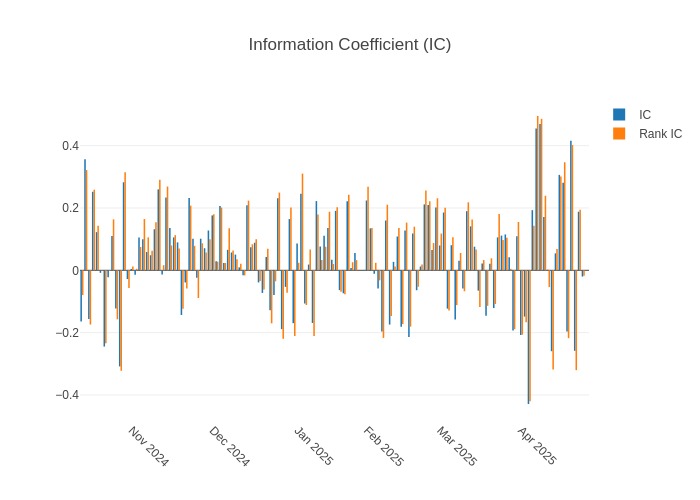 Information Coefficient (IC)
IC
Rank IC
0.4
0.2
0
−0.2
−0.4
Nov 2024
Dec 2024
Jan 2025
Feb 2025
Mar 2025
Apr 2025